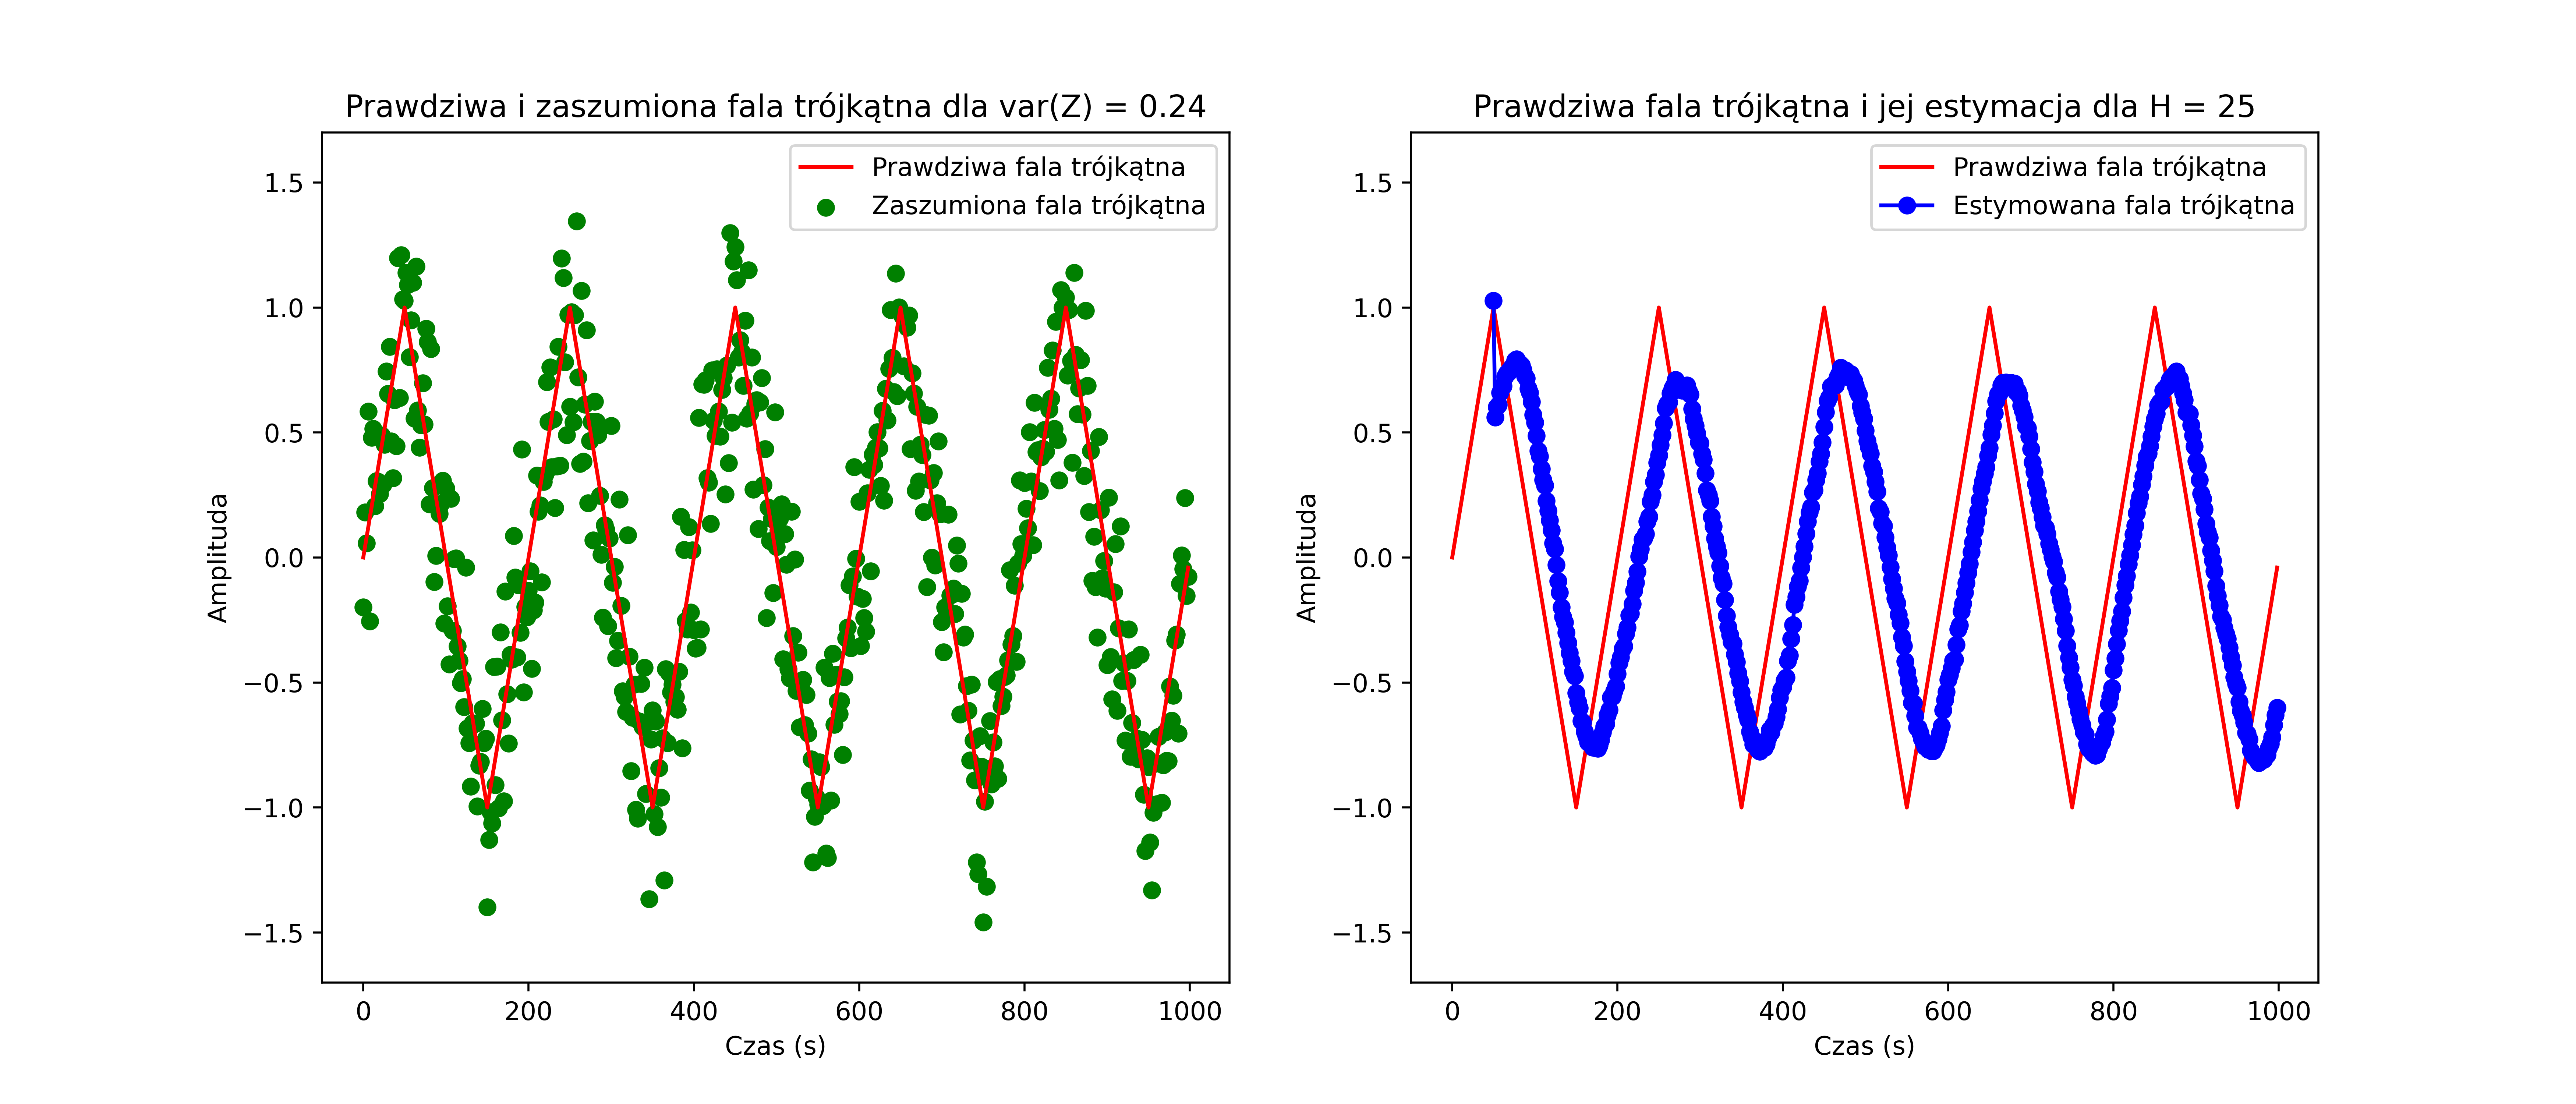 Prawdziwa i zaszumiona fala trójkątna dla var(Z) = 0.24
Prawdziwa fala trójkątna
Zaszumiona fala trójkątna
1.5
1.0
0.5
0.0
−0.5
−1.0
−1.5
Amplituda
0 200 400 600 800 1000
Czas (s)
Prawdziwa fala trójkątna i jej estymacja dla H = 25
Prawdziwa fala trójkątna
Estymowana fala trójkątna
1.5
1.0
0.5
0.0
−0.5
−1.0
−1.5
Amplituda
0 200 400 600 800 1000
Czas (s)